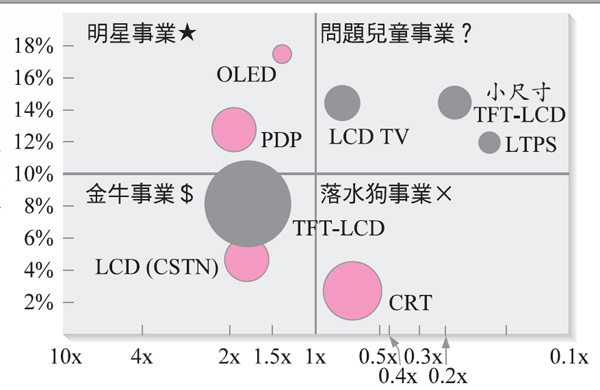 明星事業★
問題兒童事業？
18%
16%
14%
12%
10%
8%
6%
4%
2%
OLED
PDP
LCD TV
小尺寸
TFT-LCD
LTPS
金牛事業＄
落水狗事業×
TFT-LCD
LCD (CSTN)
CRT
10x 4x 2x 1.5x 1x 0.5x 0.3x 0.1x
0.4x 0.2x